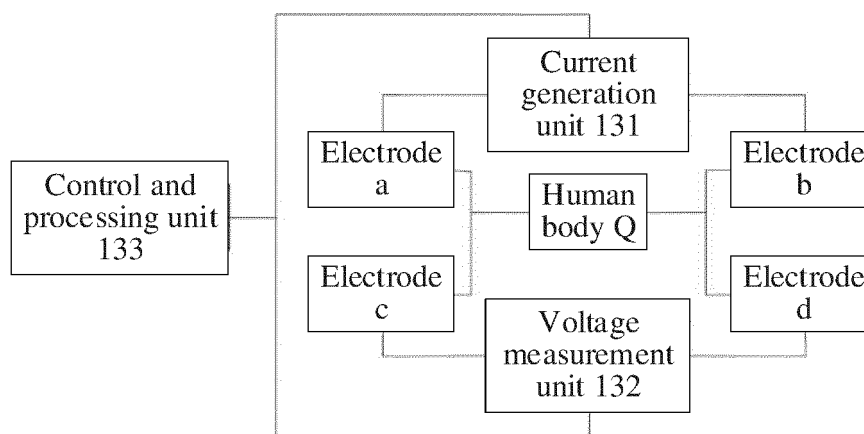 Current
generation
unit 131
Electrode
a
Electrode
b
Control and
processing unit
133
Human
body Q
Electrode
c
Electrode
d
Voltage
measurement
unit 132